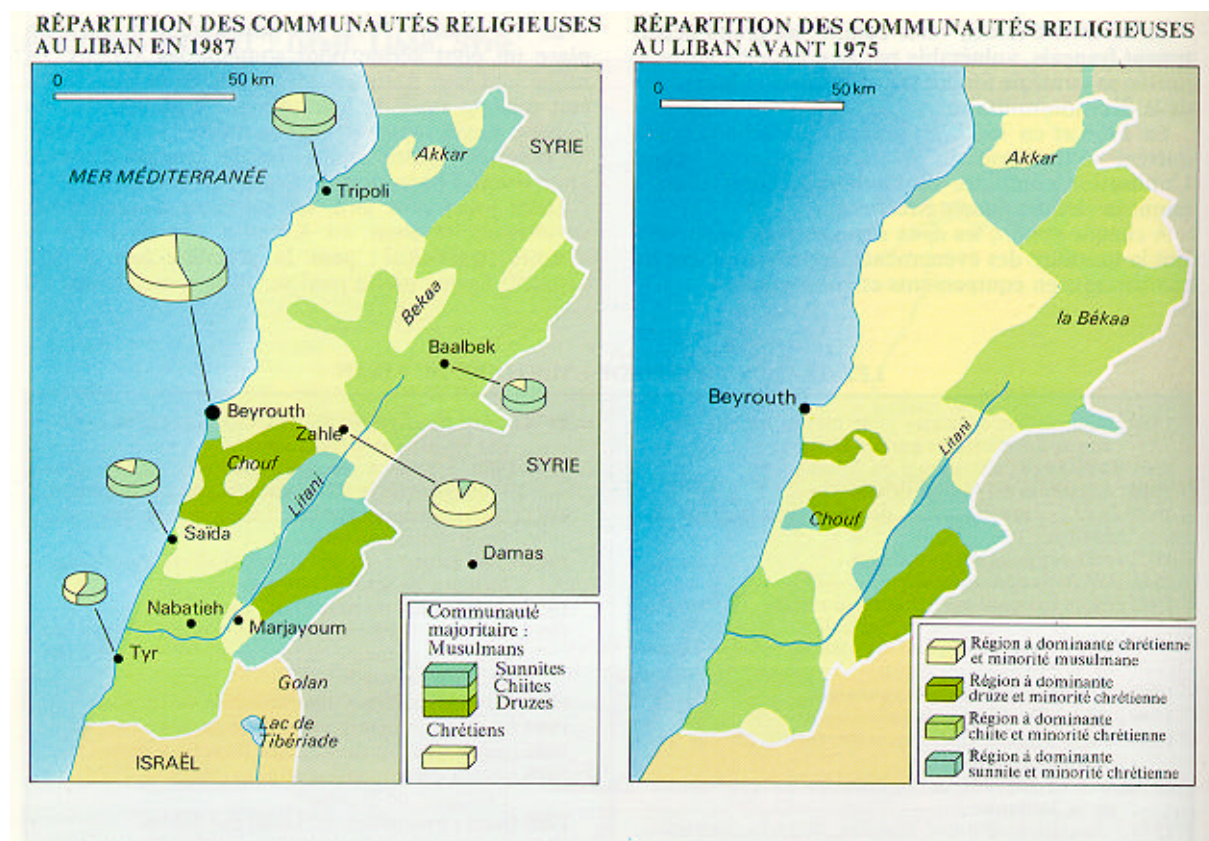 RÉPARTITION DES COMMUNAUTÉS RELIGIEUSES
AU LIBAN EN 1987
0
50 km
MER MÉDITERRANÉE
SYRIE
Akkar
Tripoli
Bekaa
Baalbek
Beyrouth
Zahle
Chouf
SYRIE
Litani
Saïda
Damas
Nabatieh
Marjayoum
Tyr
Golan
Lac de
Tibériade
ISRAËL
Communauté
majoritaire :
Musulmans
Sunnites
Chiites
Druzes
Chrétiens
RÉPARTITION DES COMMUNAUTÉS RELIGIEUSES
AU LIBAN AVANT 1975
0
50 km
Akkar
la Békaa
Beyrouth
Litani
Chouf
Région à dominante chrétienne
et minorité musulmane
Région à dominante
druze et minorité chrétienne
Région à dominante
chiite et minorité chrétienne
Région à dominante
sunnite et minorité chrétienne